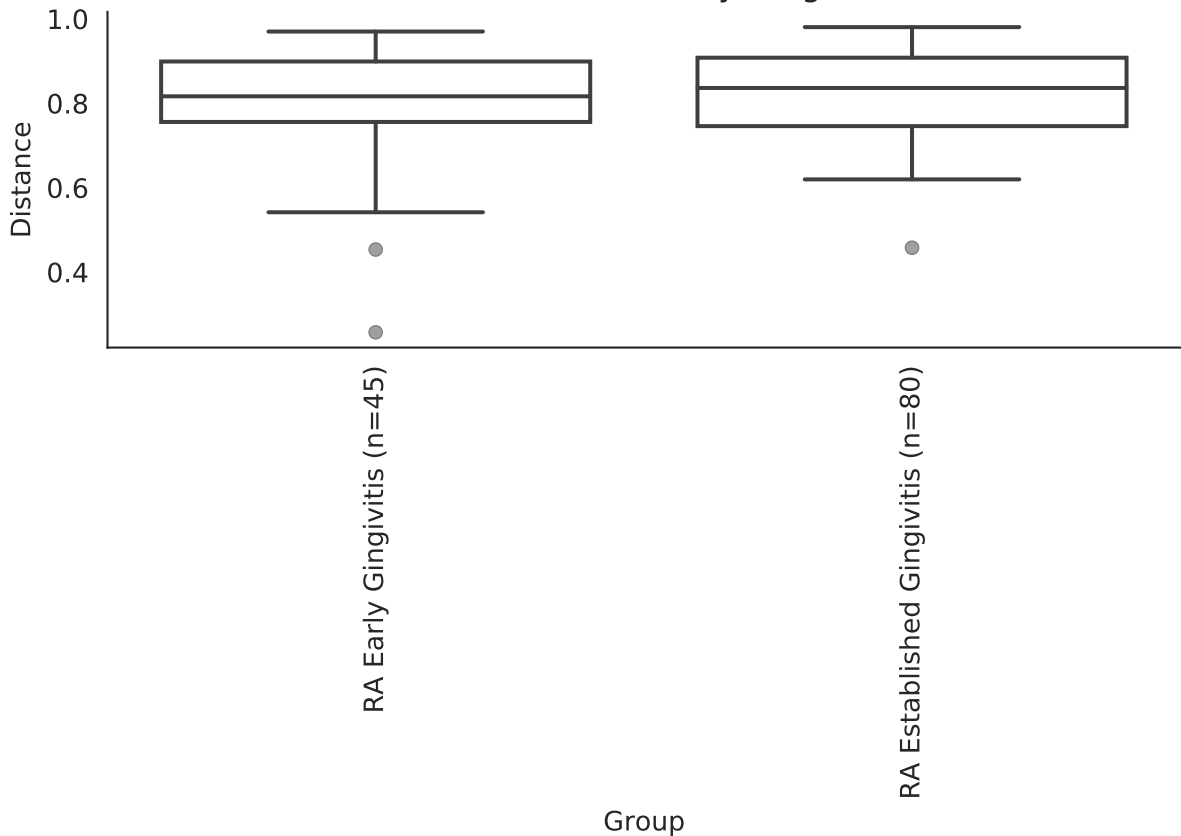 1.0
0.8
0.6
0.4
Distance
RA Early Gingivitis (n=45)
RA Established Gingivitis (n=80)
Group